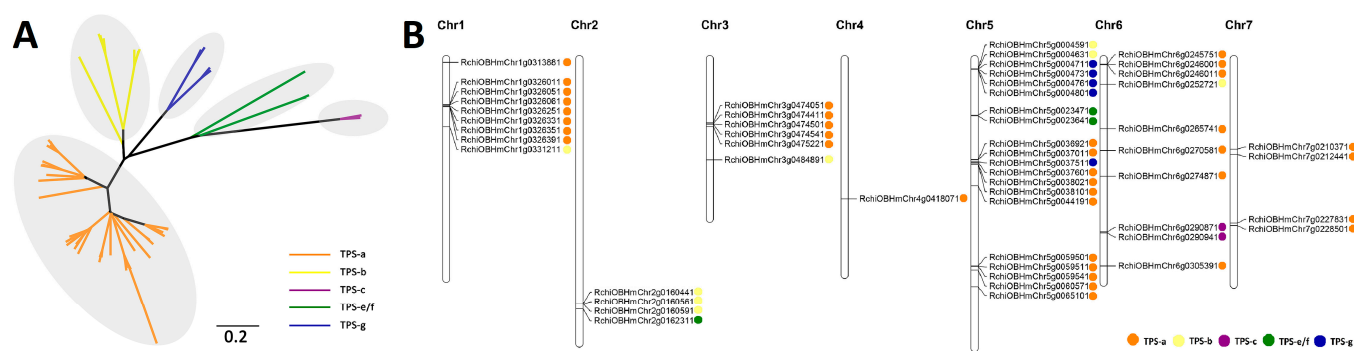 A
TPS-a
TPS-b
TPS-c
TPS-e/f
TPS-g
0.2
B
Chr1
RchiOBHmChr1g0313881
RchiOBHmChr1g0326011
RchiOBHmChr1g0326051
RchiOBHmChr1g0326081
RchiOBHmChr1g0326251
RchiOBHmChr1g0326331
RchiOBHmChr1g0326351
RchiOBHmChr1g0326391
RchiOBHmChr1g0331211
Chr2
RchiOBHmChr2g0160441
RchiOBHmChr2g0160561
RchiOBHmChr2g0160591
RchiOBHmChr2g0162311
Chr3
RchiOBHmChr3g0474051
RchiOBHmChr3g0474411
RchiOBHmChr3g0474501
RchiOBHmChr3g0474541
RchiOBHmChr3g0475221
RchiOBHmChr3g0484891
Chr4
RchiOBHmChr4g0418071
Chr5
RchiOBHmChr5g0004591
RchiOBHmChr5g0004631
RchiOBHmChr5g0004711
RchiOBHmChr5g0004731
RchiOBHmChr5g0004761
RchiOBHmChr5g0004801
RchiOBHmChr5g0023471
RchiOBHmChr5g0023641
RchiOBHmChr5g0036921
RchiOBHmChr5g0037011
RchiOBHmChr5g0037511
RchiOBHmChr5g0037601
RchiOBHmChr5g0038021
RchiOBHmChr5g0038101
RchiOBHmChr5g0044191
RchiOBHmChr5g0059501
RchiOBHmChr5g0059511
RchiOBHmChr5g0059541
RchiOBHmChr5g0060571
RchiOBHmChr5g0065101
Chr6
RchiOBHmChr6g0245751
RchiOBHmChr6g0246001
RchiOBHmChr6g0246011
RchiOBHmChr6g0252721
RchiOBHmChr6g0265741
RchiOBHmChr6g0270581
RchiOBHmChr6g0274871
RchiOBHmChr6g0290871
RchiOBHmChr6g0290941
RchiOBHmChr6g0305391
Chr7
RchiOBHmChr7g0210371
RchiOBHmChr7g0212441
RchiOBHmChr7g0227831
RchiOBHmChr7g0228501
TPS-a TPS-b TPS-c TPS-e/f TPS-g